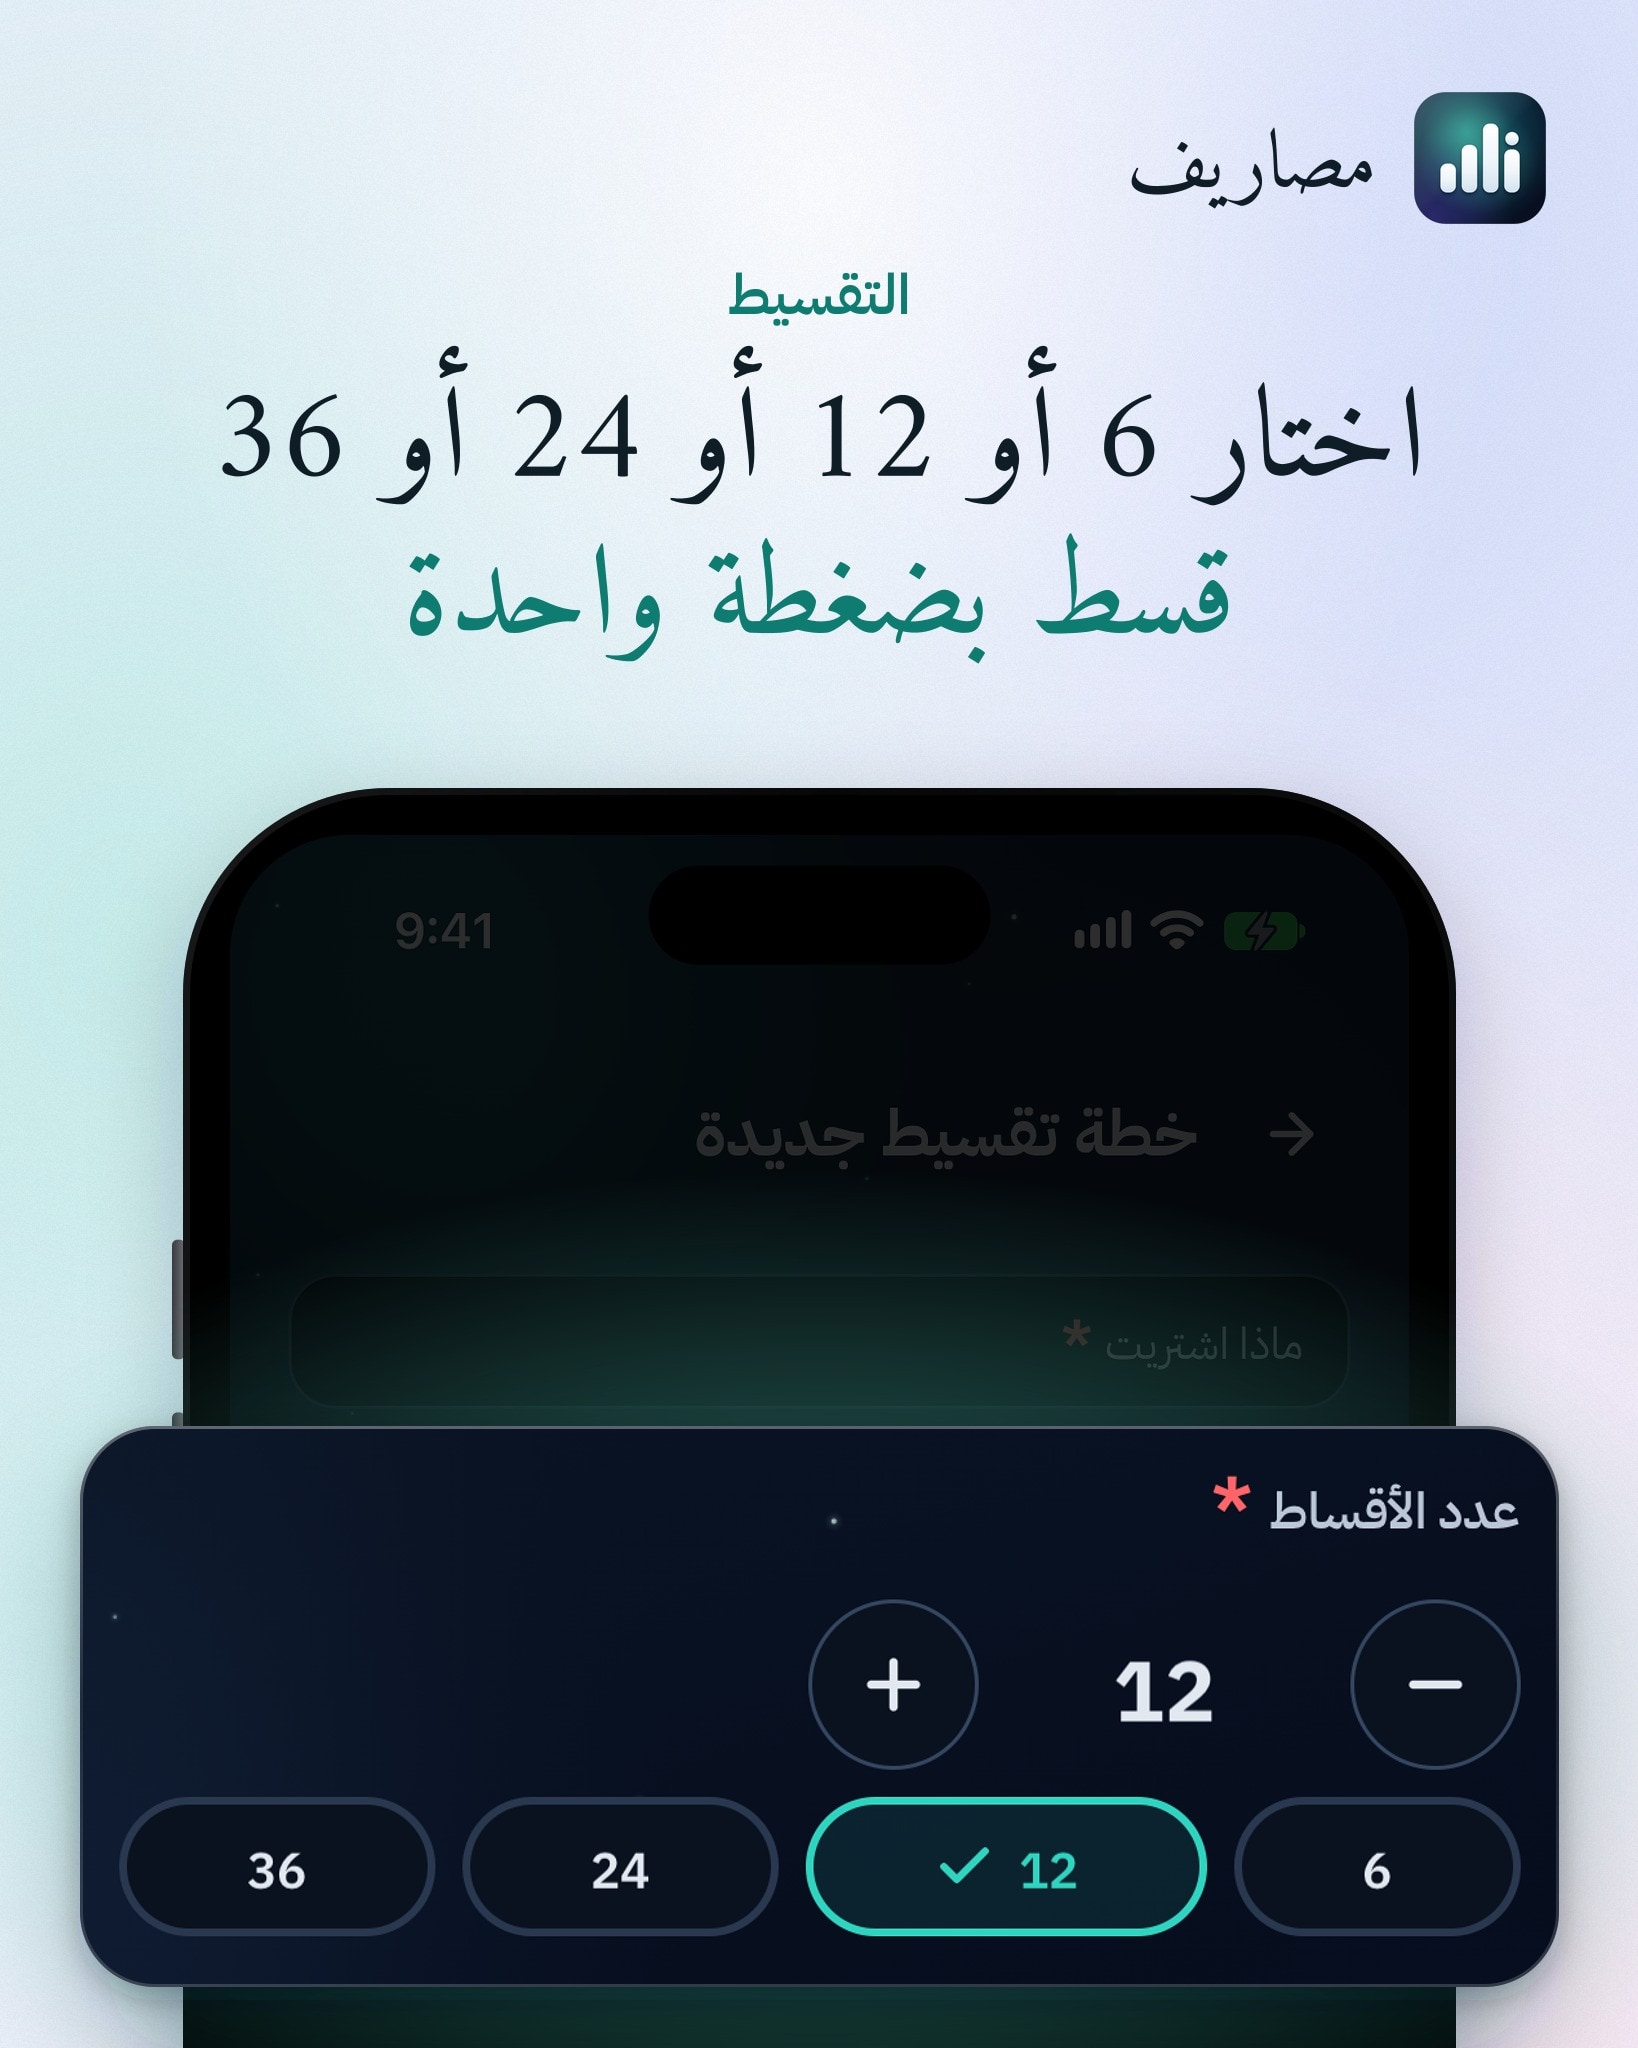 مصاريف
التقسيط
اختار 6 أو 12 أو 24 أو 36
قسط بضغطة واحدة
9:41
خطة تقسيط جديدة
ماذا اشتريت *
عدد الأقساط *
− 12 +
6 12 24 36